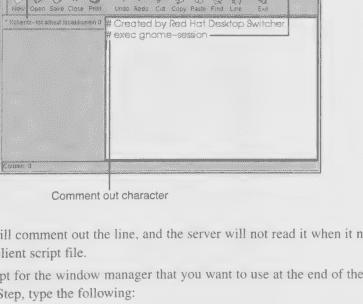 New Open Save Close Print Undo Redo Cut Copy Paste Find Line Exit
# Created by Red Hat Desktop Switcher
# exec gnome-session
Column: 0
Comment out character
ill comment out the line, and the server will not read it when it n
lient script file.
pt for the window manager that you want to use at the end of the
Step, type the following: